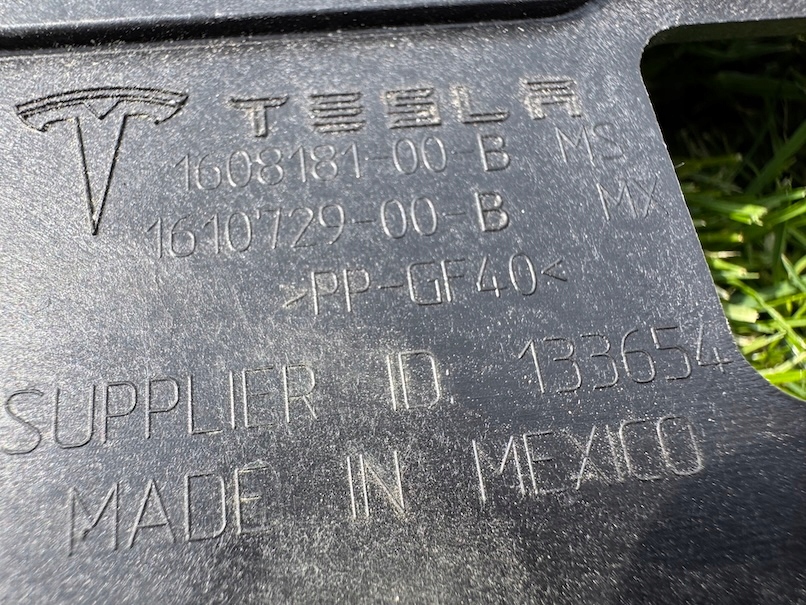 TESLA
1608181-00-B MS
1610729-00-B MX
>PP-GF40<
SUPPLIER ID: 133654
MADE IN MEXICO